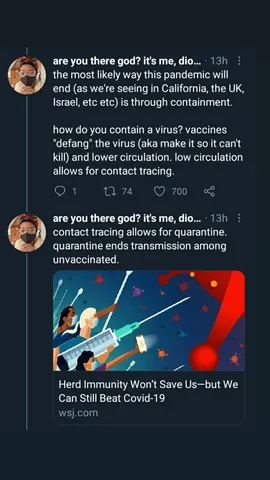 are you there god? it's me, dio... · 13h
the most likely way this pandemic will
end (as we're seeing in California, the UK,
Israel, etc etc) is through containment.
how do you contain a virus? vaccines
"defang" the virus (aka make it so it can't
kill) and lower circulation. low circulation
allows for contact tracing.
1 74 700
are you there god? it's me, dio... · 13h
contact tracing allows for quarantine.
quarantine ends transmission among
unvaccinated.
Herd Immunity Won't Save Us—but We
Can Still Beat Covid-19
wsj.com